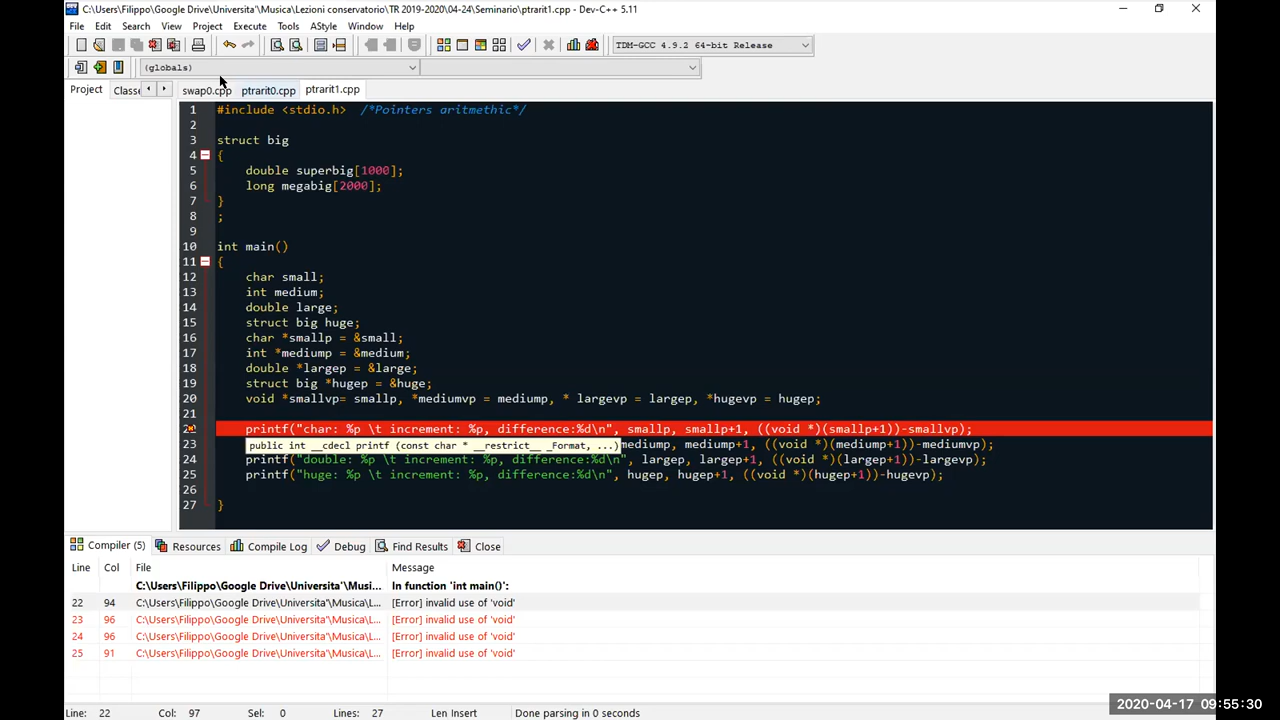 C:\Users\Filippo\Google Drive\Universita'\Musica\Lezioni conservatorio\TR 2019-2020\04-24\Seminario\ptrarit1.cpp - Dev-C++ 5.11
File Edit Search View Project Execute Tools AStyle Window Help
TDM-GCC 4.9.2 64-bit Release
(globals)
Project Classe swap0.cpp ptrarit0.cpp ptrarit1.cpp
1 #include <stdio.h> /*Pointers aritmethic*/
2
3 struct big
4 {
5 double superbig[1000];
6 long megabig[2000];
7 }
8 ;
9
10 int main()
11 {
12 char small;
13 int medium;
14 double large;
15 struct big huge;
16 char *smallp = &small;
17 int *mediump = &medium;
18 double *largep = &large;
19 struct big *hugep = &huge;
20 void *smallvp= smallp, *mediumvp = mediump, * largevp = largep, *hugevp = hugep;
21
printf("char: %p \t increment: %p, difference:%d\n", smallp, smallp+1, ((void *)(smallp+1))-smallvp);
public int __cdecl printf (const char * __restrict__ _Format, ...)
23 mediump, mediump+1, ((void *)(mediump+1))-mediumvp);
24 printf("double: %p \t increment: %p, difference:%d\n", largep, largep+1, ((void *)(largep+1))-largevp);
25 printf("huge: %p \t increment: %p, difference:%d\n", hugep, hugep+1, ((void *)(hugep+1))-hugevp);
26
27 }
Compiler (5) Resources Compile Log Debug Find Results Close
Line Col File Message
C:\Users\Filippo\Google Drive\Universita'\Musi... In function 'int main()':
22 94 C:\Users\Filippo\Google Drive\Universita'\Musica\L... [Error] invalid use of 'void'
23 96 C:\Users\Filippo\Google Drive\Universita'\Musica\L... [Error] invalid use of 'void'
24 96 C:\Users\Filippo\Google Drive\Universita'\Musica\L... [Error] invalid use of 'void'
25 91 C:\Users\Filippo\Google Drive\Universita'\Musica\L... [Error] invalid use of 'void'
Line: 22 Col: 97 Sel: 0 Lines: 27 Len Insert Done parsing in 0 seconds
2020-04-17 09:55:30